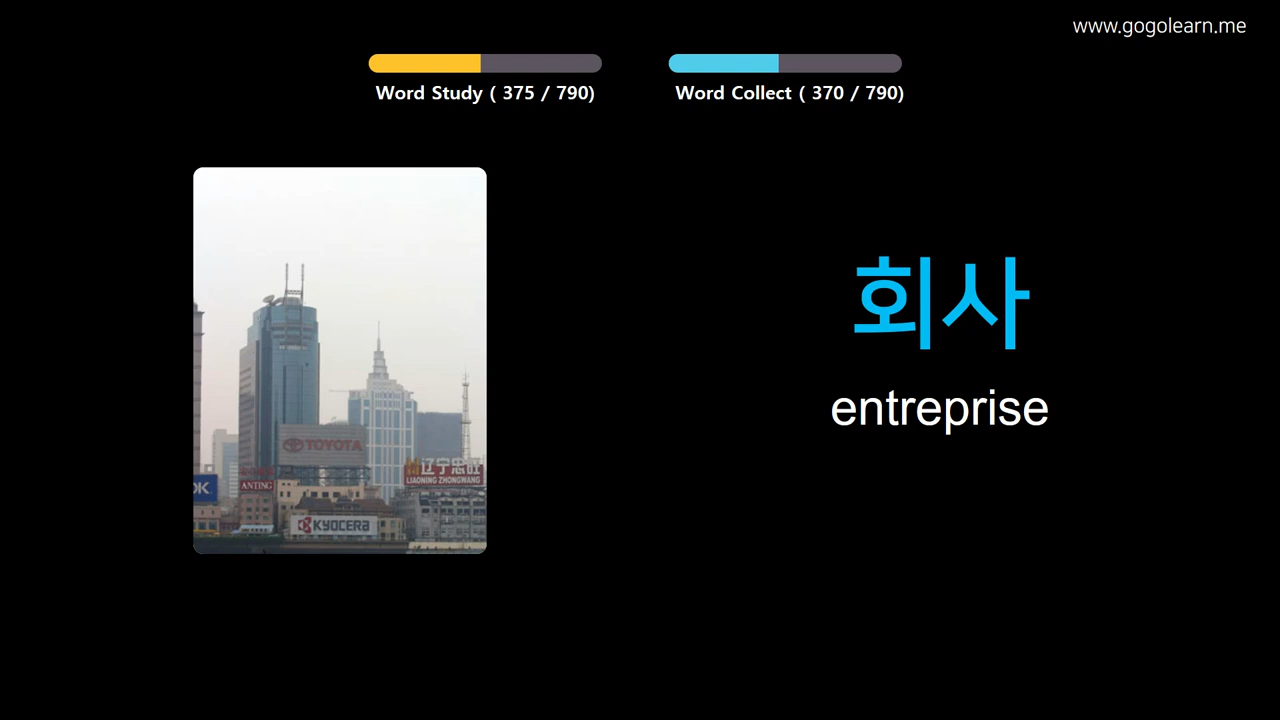 www.gogolearn.me
Word Study ( 375 / 790)
Word Collect ( 370 / 790)
회사
entreprise
TOYOTA
辽宁忠旺
LIAONING ZHONGWANG
OK
ANTING
KYOCERA